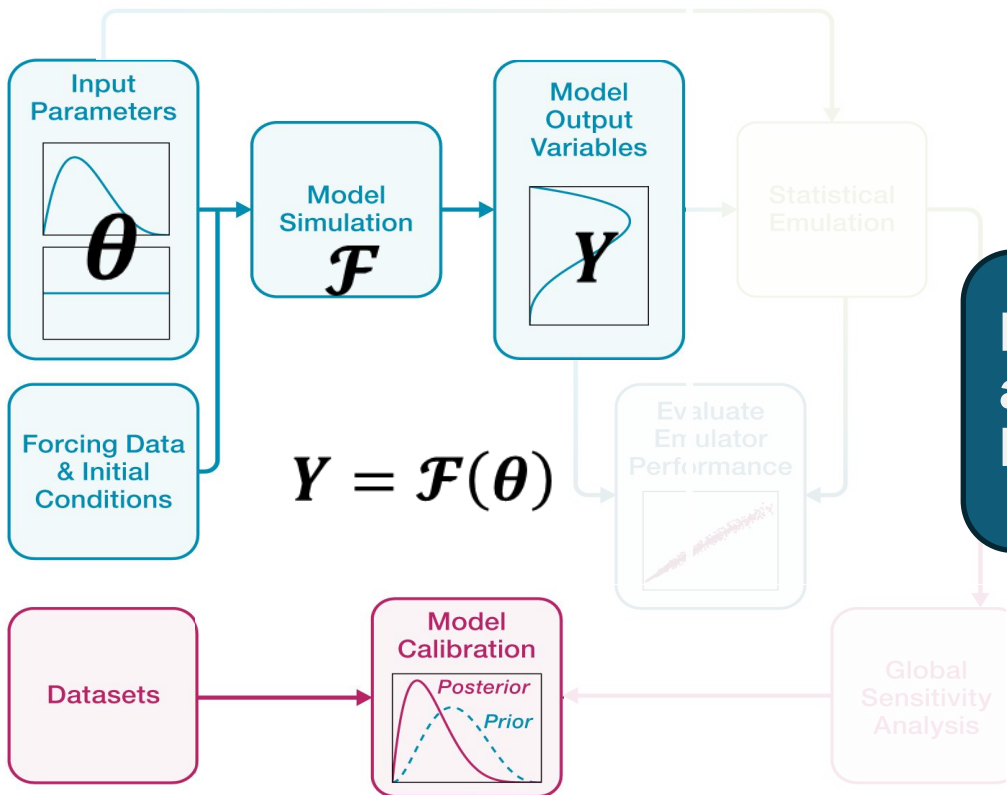 Input
Parameters
θ
Model
Simulation
ℱ
Model
Output
Variables
Y
Statistical
Emulation
Forcing Data
& Initial
Conditions
Y = ℱ(θ)
Evaluate
Emulator
Performance
Datasets
Model
Calibration
Posterior
Prior
Global
Sensitivity
Analysis